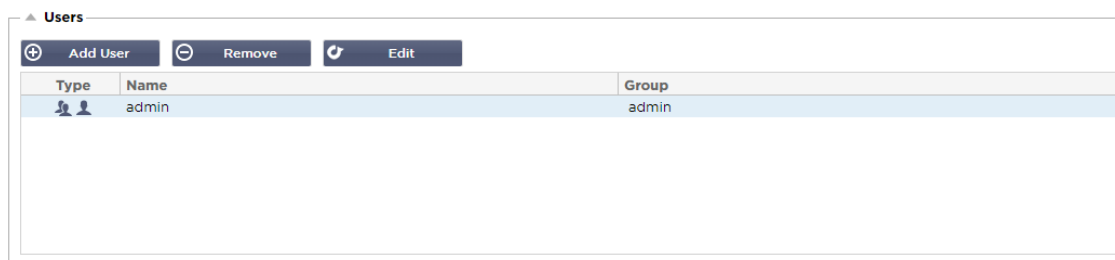 Users
Add User Remove Edit
Type Name Group
admin admin